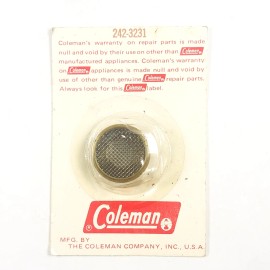 242-3231
Coleman's warranty on repair parts is made
null and void by their use on other than Coleman
manufactured appliances. Coleman's warranty
on Coleman appliances is made null and void by
use of other than genuine Coleman repair parts.
Always look for this Coleman label.
Coleman
MFG. BY
THE COLEMAN COMPANY, INC., U.S.A.